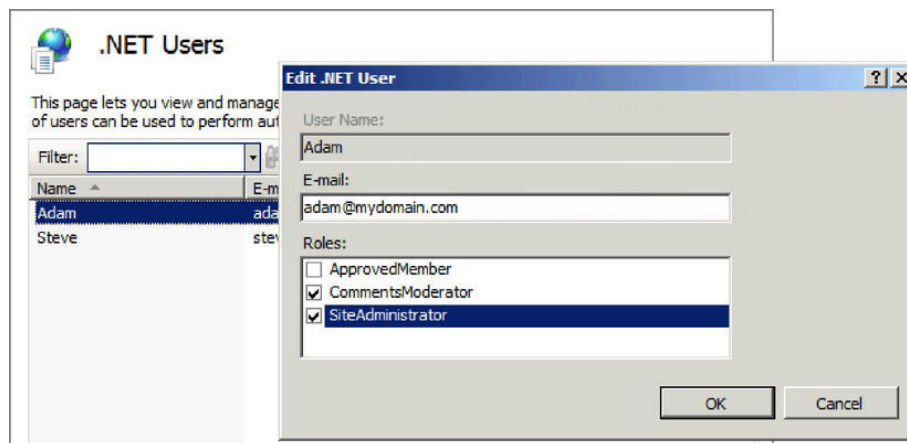 .NET Users
This page lets you view and manage
of users can be used to perform
Filter:
Name
Adam
Steve
Edit .NET User
User Name:
Adam
E-mail:
adam@mydomain.com
Roles:
ApprovedMember
CommentsModerator
SiteAdministrator
OK
Cancel